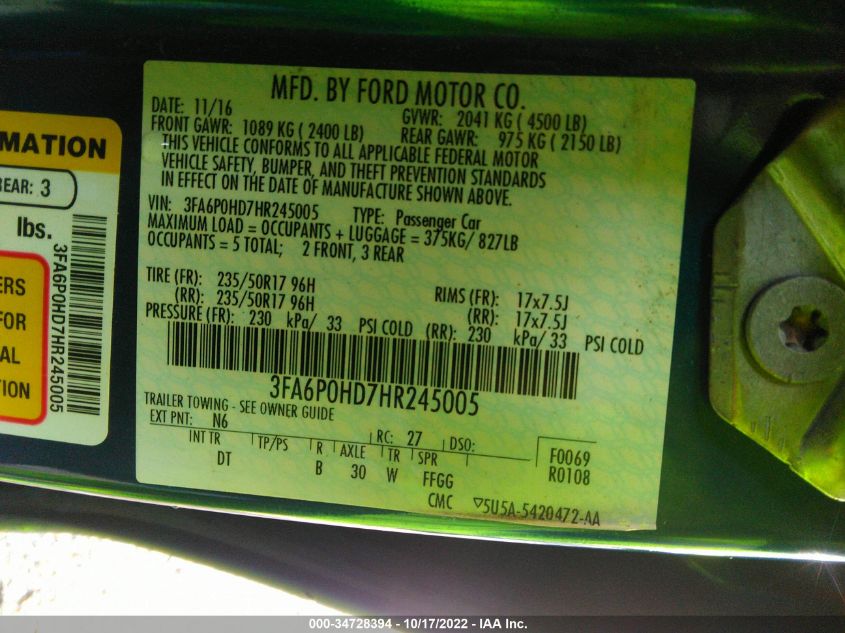 MFD. BY FORD MOTOR CO.
DATE: 11/16 GVWR: 2041 KG ( 4500 LB)
FRONT GAWR: 1089 KG ( 2400 LB) REAR GAWR: 975 KG ( 2150 LB)
THIS VEHICLE CONFORMS TO ALL APPLICABLE FEDERAL MOTOR
VEHICLE SAFETY, BUMPER, AND THEFT PREVENTION STANDARDS
IN EFFECT ON THE DATE OF MANUFACTURE SHOWN ABOVE.
VIN: 3FA6P0HD7HR245005 TYPE: Passenger Car
MAXIMUM LOAD = OCCUPANTS + LUGGAGE = 375KG/ 827LB
OCCUPANTS = 5 TOTAL; 2 FRONT, 3 REAR
TIRE (FR): 235/50R17 96H RIMS (FR): 17x7.5J
(RR): 235/50R17 96H (RR): 17x7.5J
PRESSURE (FR): 230 kPa/ 33 PSI COLD (RR): 230 kPa/ 33 PSI COLD
3FA6P0HD7HR245005
TRAILER TOWING - SEE OWNER GUIDE
EXT PNT: N6 RC: 27 DSO: F0069
INT TR TP/PS R AXLE TR SPR R0108
DT B 30 W FFGG
CMC 5U5A-5420472-AA
MATION
REAR: 3
lbs.
3FA6P0HD7HR245005
ERS
FOR
AL
ION
000-34728394 - 10/17/2022 - IAA Inc.